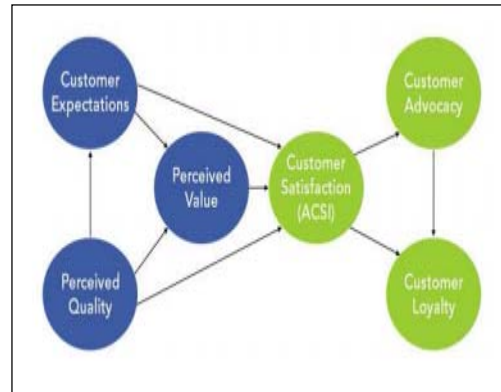 Customer
Expectations
Perceived
Value
Perceived
Quality
Customer
Satisfaction
(ACSI)
Customer
Advocacy
Customer
Loyalty